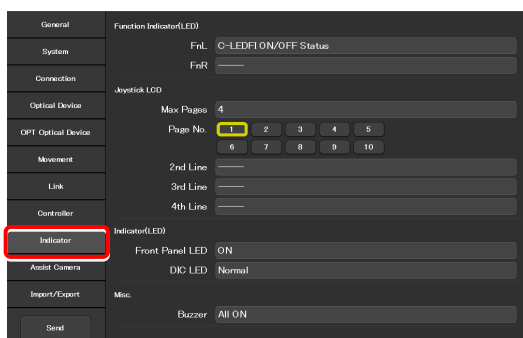 General
System
Connection
Optical Device
OPT Optical Device
Movement
Link
Controller
Indicator
Assist Camera
Import/Export
Send
Function Indicator(LED)
FnL C-LEDFI ON/OFF Status
FnR ―――
Joystick LCD
Max Pages 4
Page No. 1 2 3 4 5
6 7 8 9 10
2nd Line ―――
3rd Line ―――
4th Line ―――
Indicator(LED)
Front Panel LED ON
DIC LED Normal
Misc.
Buzzer All ON